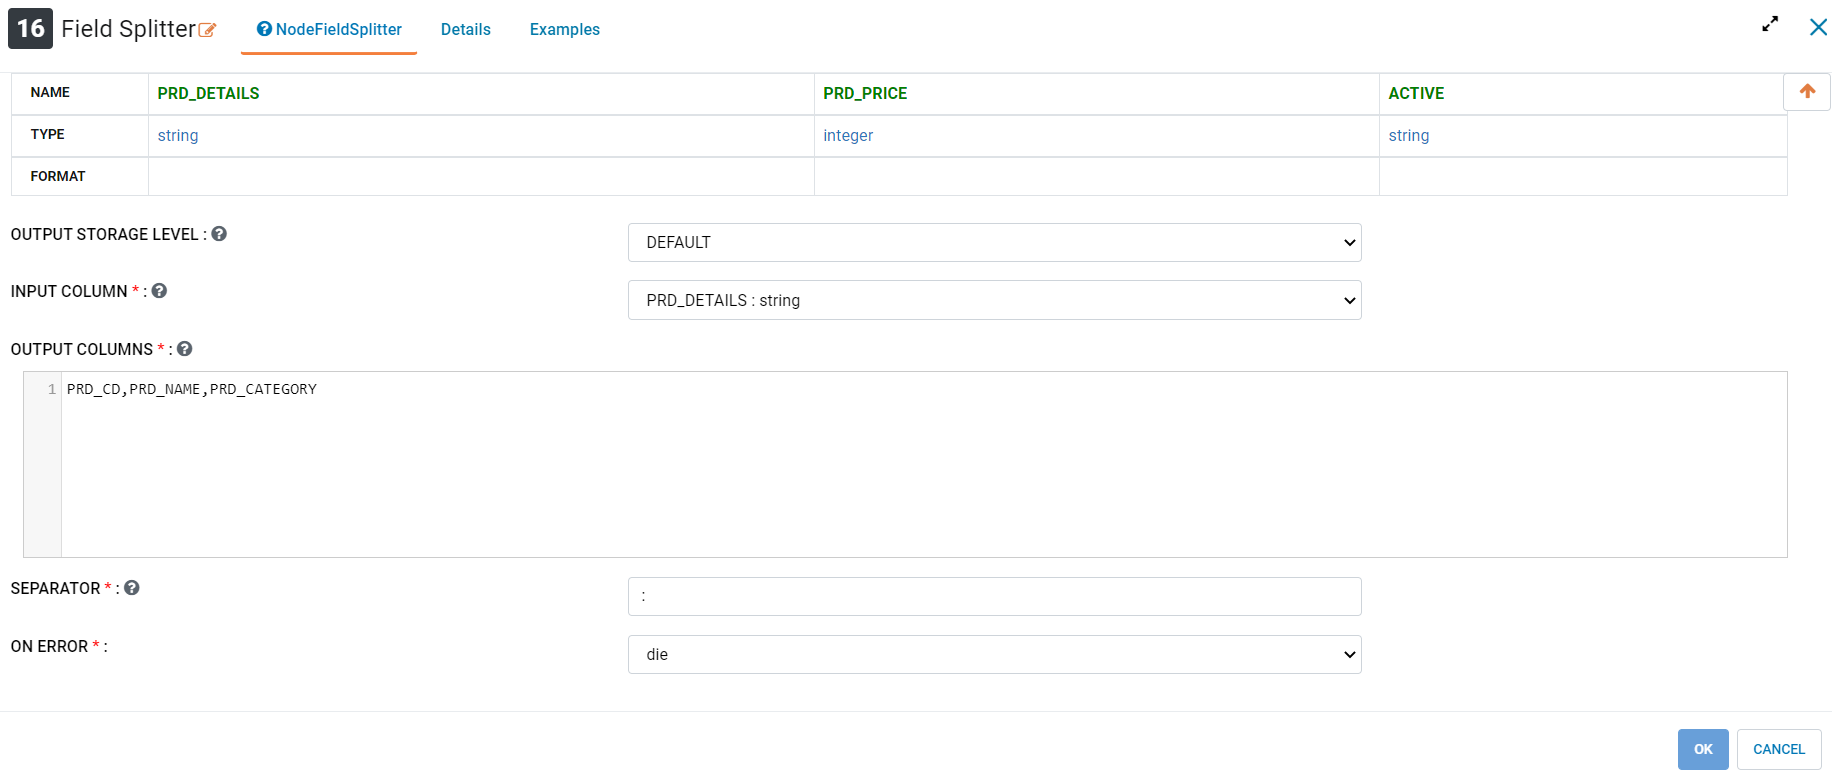 16 Field Splitter NodeFieldSplitter Details Examples
NAME PRD_DETAILS PRD_PRICE ACTIVE
TYPE string integer string
FORMAT
OUTPUT STORAGE LEVEL : DEFAULT
INPUT COLUMN * : PRD_DETAILS : string
OUTPUT COLUMNS * :
1 PRD_CD,PRD_NAME,PRD_CATEGORY
SEPARATOR * : :
ON ERROR * : die
OK CANCEL